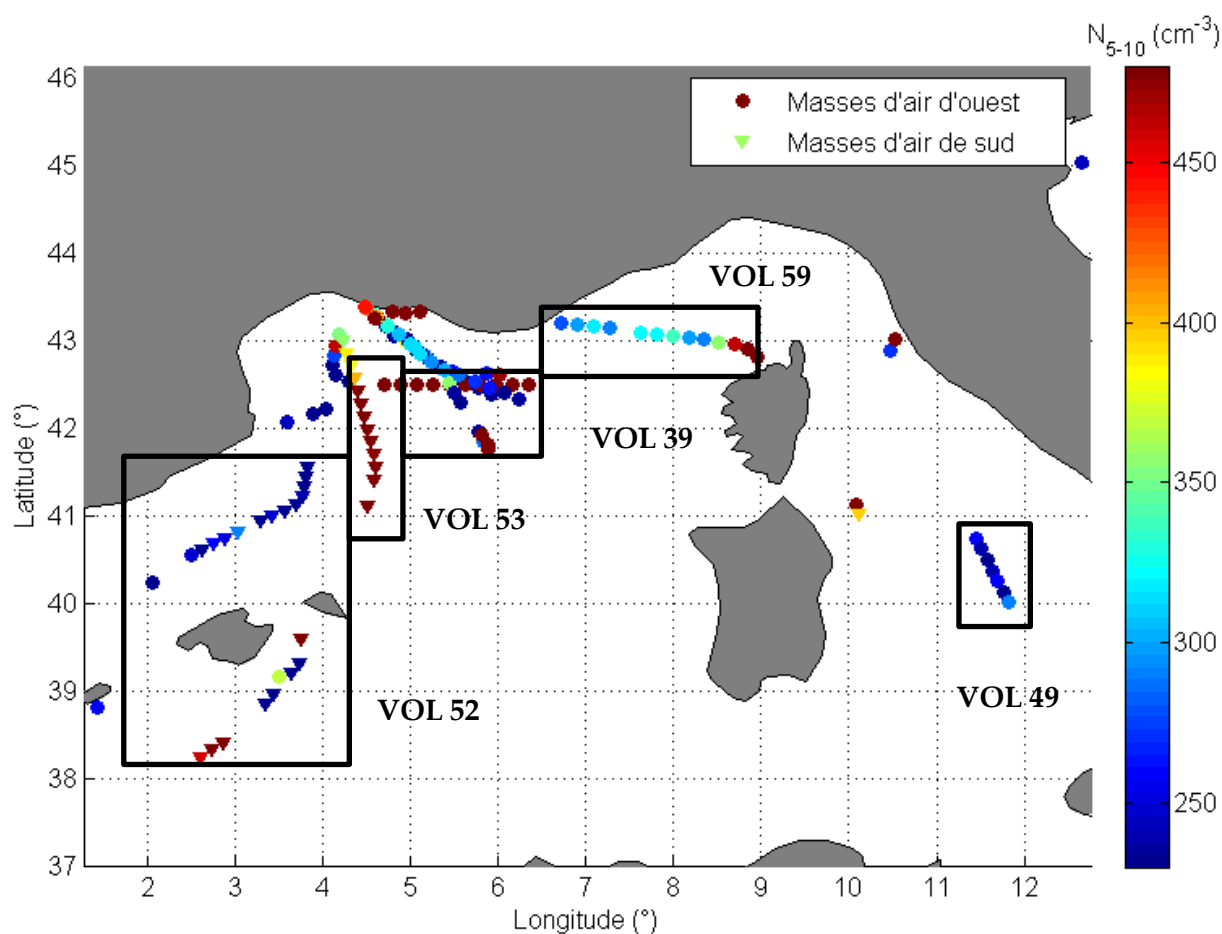 N5-10 (cm-3)
Masses d'air d'ouest
Masses d'air de sud
46
45
44
43
42
41
40
39
38
37
Latitude (°)
VOL 59
VOL 39
VOL 53
VOL 52
VOL 49
450
400
350
300
250
2 3 4 5 6 7 8 9 10 11 12
Longitude (°)